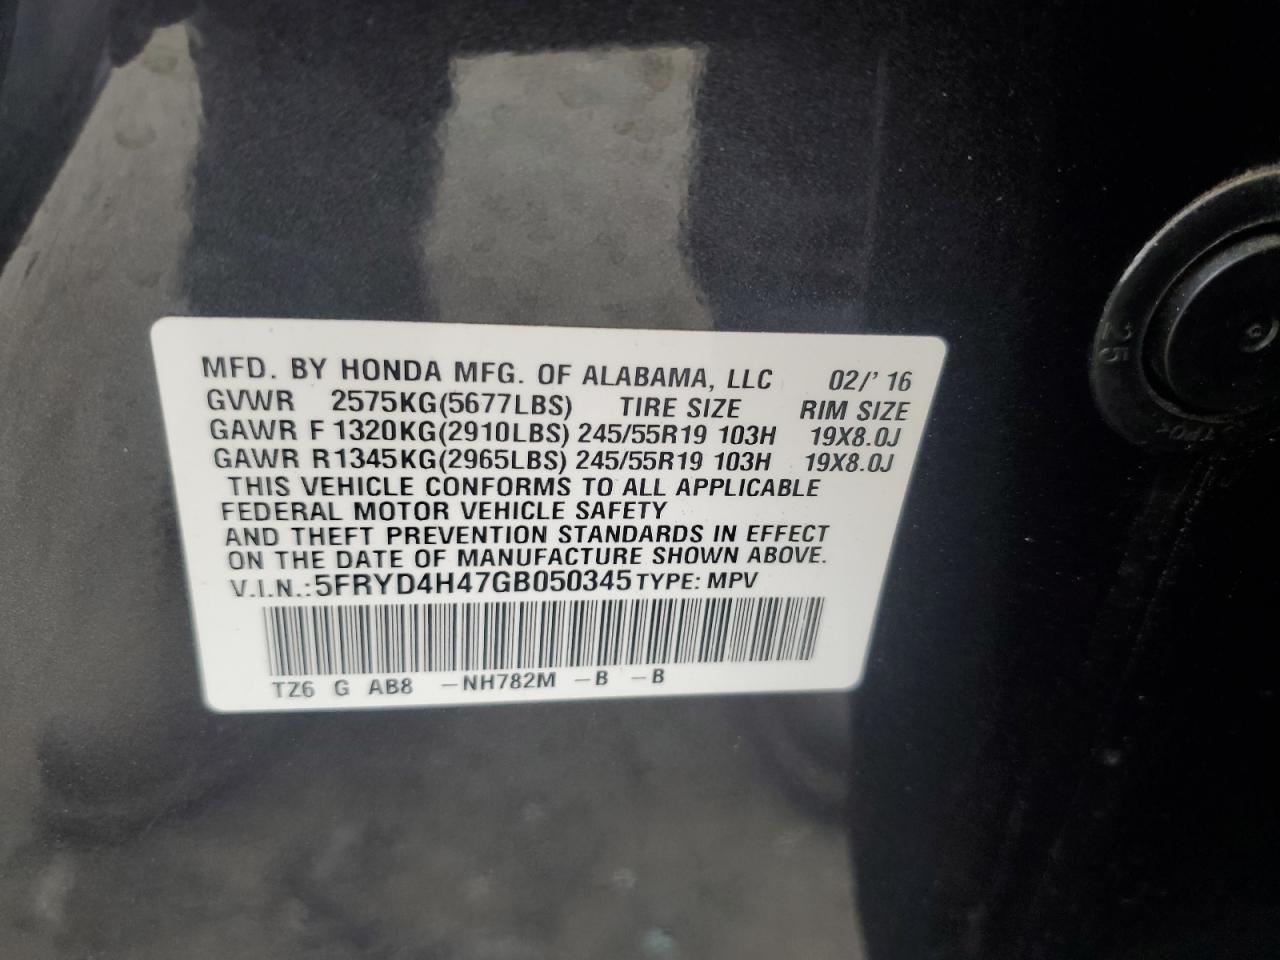 MFD. BY HONDA MFG. OF ALABAMA, LLC 02/' 16
GVWR 2575KG(5677LBS) TIRE SIZE RIM SIZE
GAWR F 1320KG(2910LBS) 245/55R19 103H 19X8.0J
GAWR R 1345KG(2965LBS) 245/55R19 103H 19X8.0J
THIS VEHICLE CONFORMS TO ALL APPLICABLE
FEDERAL MOTOR VEHICLE SAFETY
AND THEFT PREVENTION STANDARDS IN EFFECT
ON THE DATE OF MANUFACTURE SHOWN ABOVE.
V.I.N.: 5FRYD4H47GB050345 TYPE: MPV
TZ6 G AB8 -NH782M -B -B
25